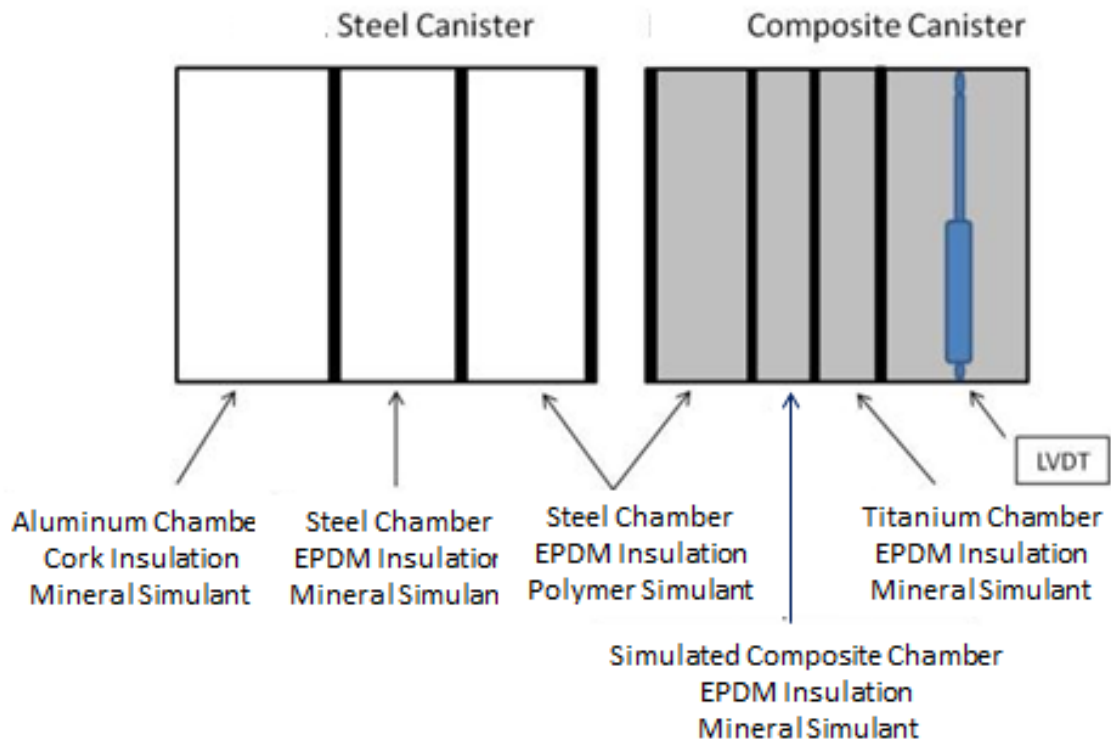 . Steel Canister
Composite Canister
LVDT
Aluminum Chambe
Cork Insulation
Mineral Simulant
Steel Chamber
EPDM Insulation
Mineral Simulan
Steel Chamber
EPDM Insulation
Polymer Simulant
Titanium Chamber
EPDM Insulation
Mineral Simulant
Simulated Composite Chamber
EPDM Insulation
Mineral Simulant